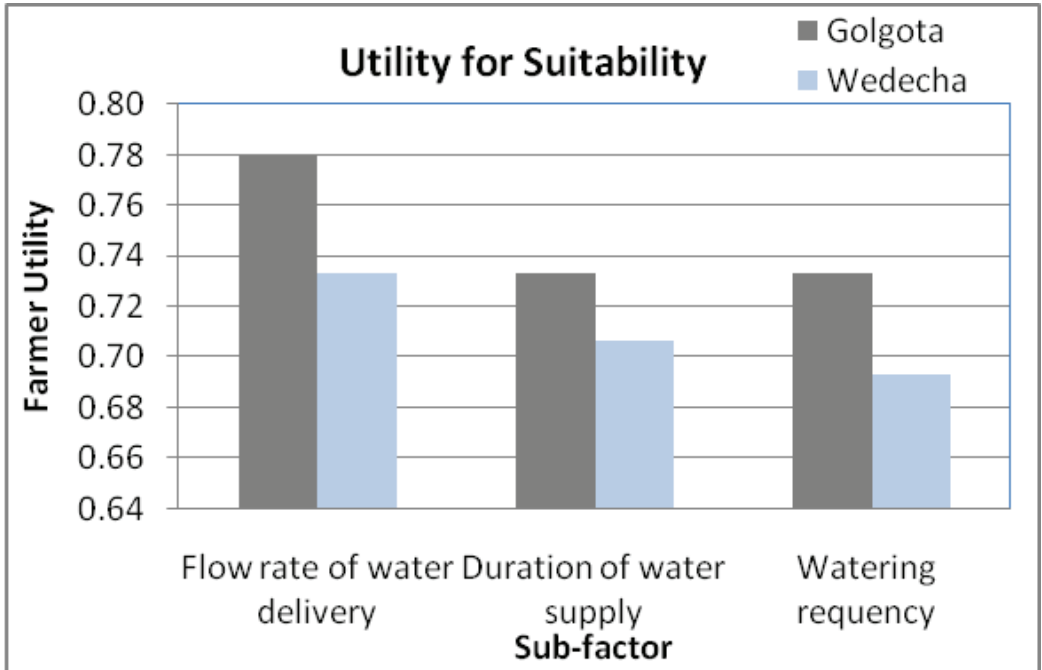 Utility for Suitability
Golgota
Wedecha
Farmer Utility
0.80
0.78
0.76
0.74
0.72
0.70
0.68
0.66
0.64
Flow rate of water
delivery
Duration of water
supply
Watering
requency
Sub-factor